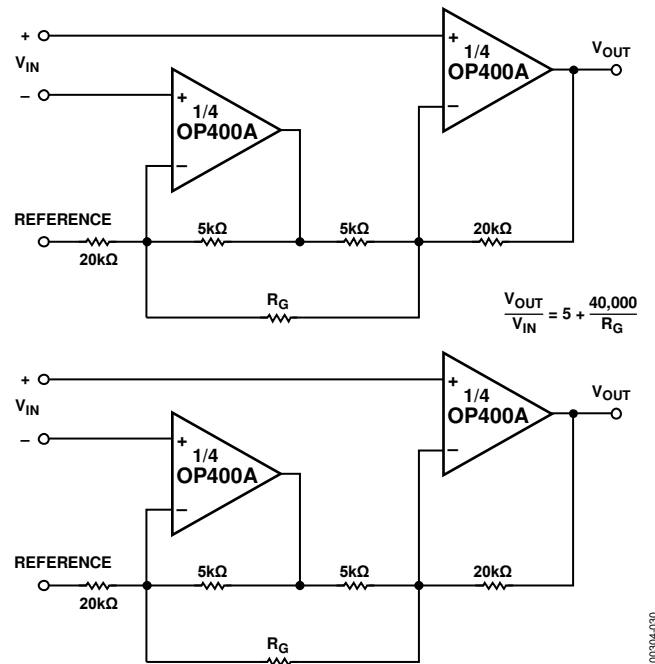 +
V_IN
−
+
1/4
OP400A
−
+
1/4
OP400A
−
V_OUT
REFERENCE
20kΩ
5kΩ
5kΩ
20kΩ
R_G
V_OUT
V_IN
= 5 +
40,000
R_G
+
V_IN
−
+
1/4
OP400A
−
+
1/4
OP400A
−
V_OUT
REFERENCE
20kΩ
5kΩ
5kΩ
20kΩ
R_G
00304-030